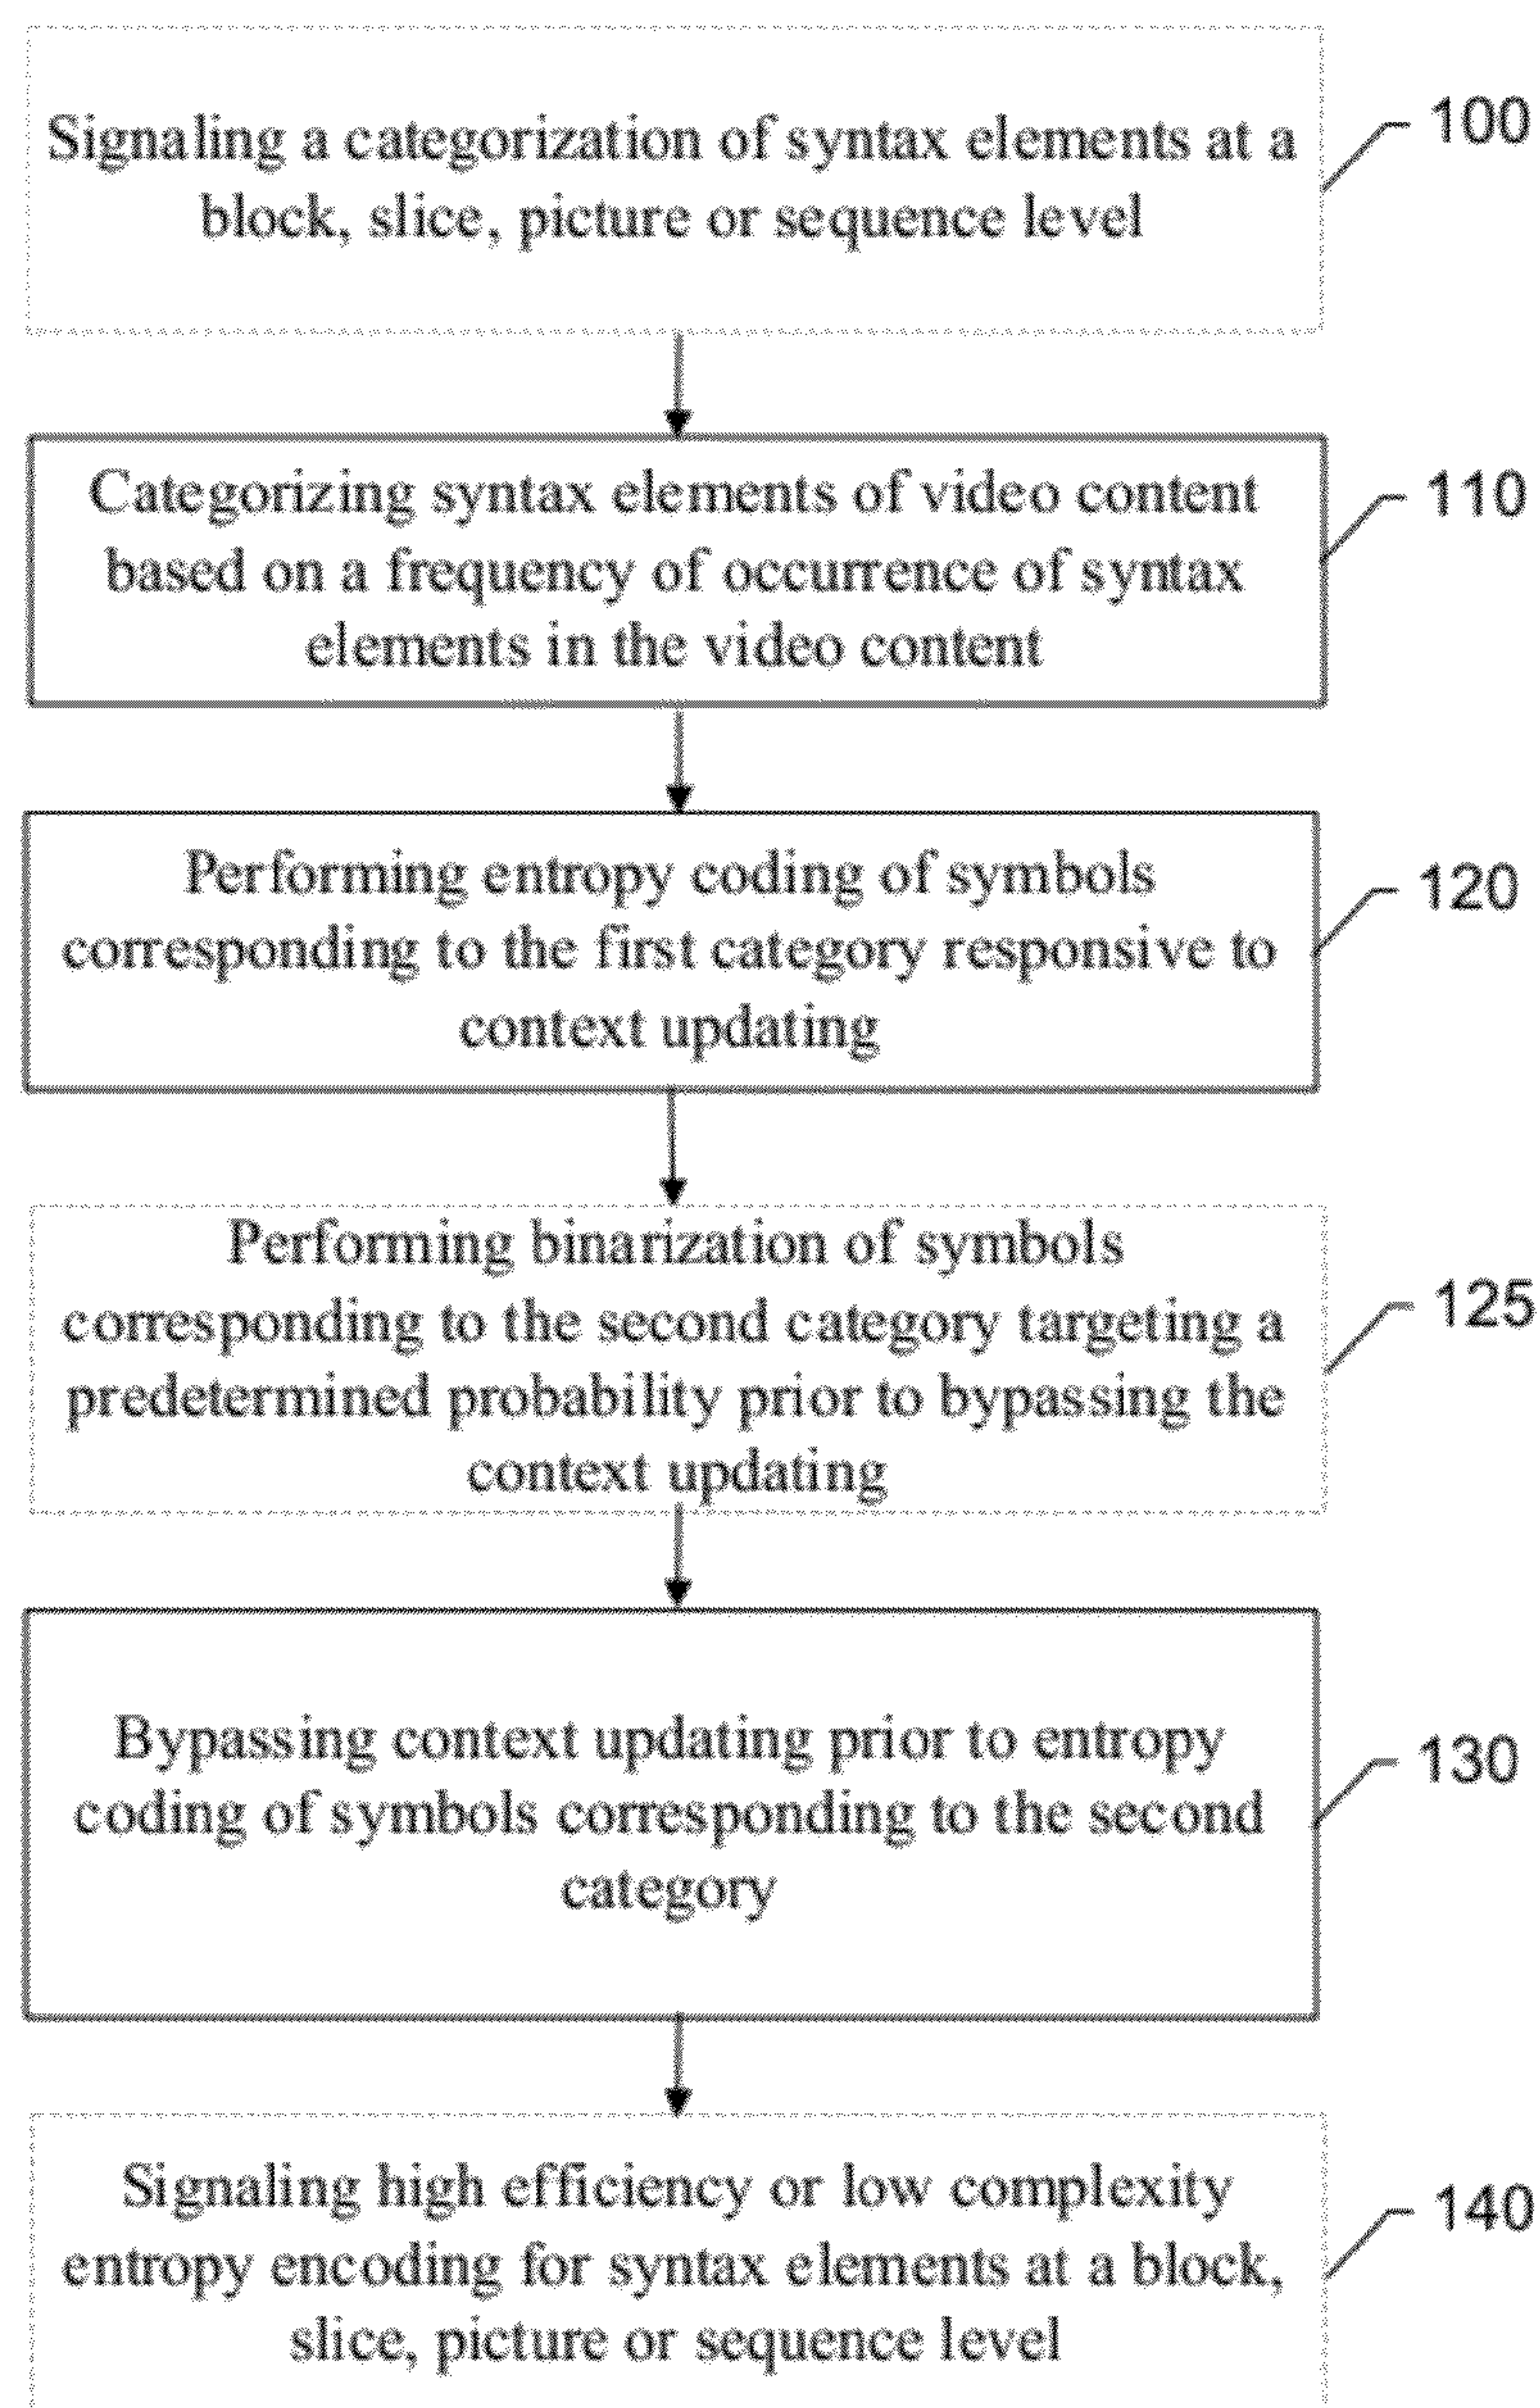 Signaling a categorization of syntax elements at a
block, slice, picture or sequence level
100
Categorizing syntax elements of video content
based on a frequency of occurrence of syntax
elements in the video content
110
Performing entropy coding of symbols
corresponding to the first category responsive to
context updating
120
Performing binarization of symbols
corresponding to the second category targeting a
predetermined probability prior to bypassing the
context updating
125
Bypassing context updating prior to entropy
coding of symbols corresponding to the second
category
130
Signaling high efficiency or low complexity
entropy encoding for syntax elements at a block,
slice, picture or sequence level
140